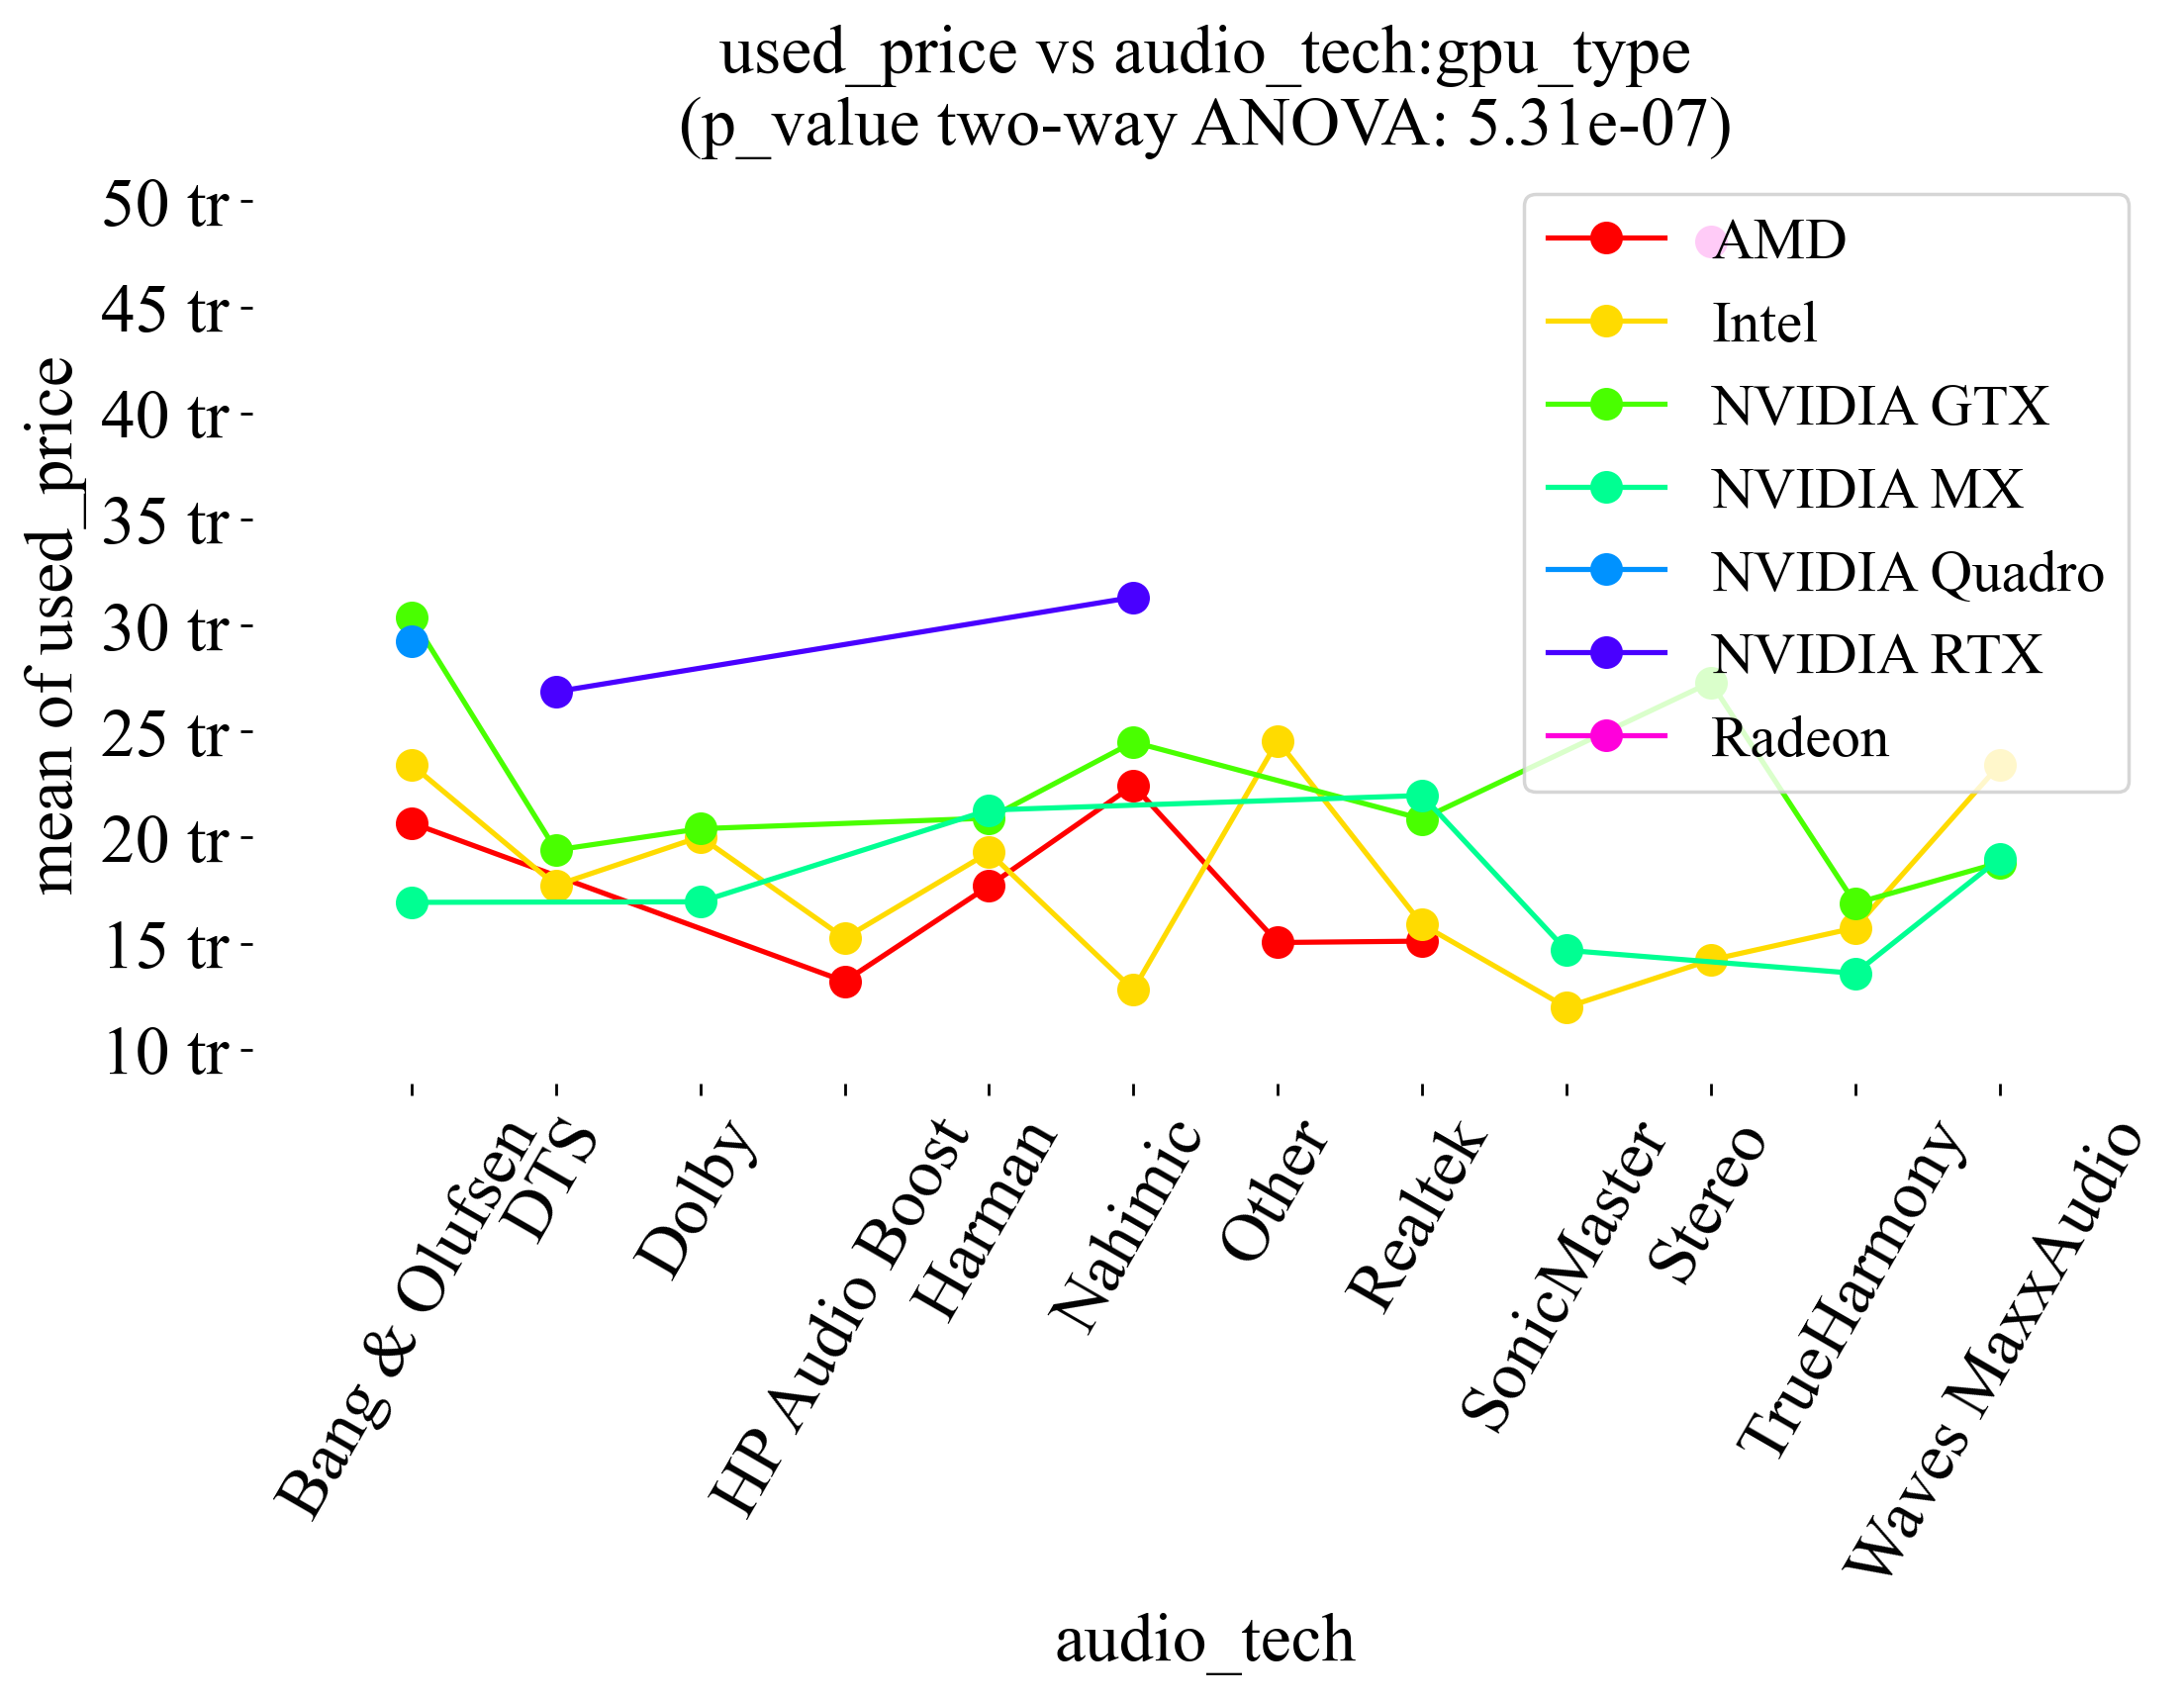 used_price vs audio_tech:gpu_type
(p_value two-way ANOVA: 5.31e-07)
mean of used_price
50 tr
45 tr
40 tr
35 tr
30 tr
25 tr
20 tr
15 tr
10 tr
AMD
Intel
NVIDIA GTX
NVIDIA MX
NVIDIA Quadro
NVIDIA RTX
Radeon
Bang & Olufsen
DTS
Dolby
HP Audio Boost
Harman
Nahimic
Other
Realtek
SonicMaster
Stereo
TrueHarmony
Waves MaxxAudio
audio_tech